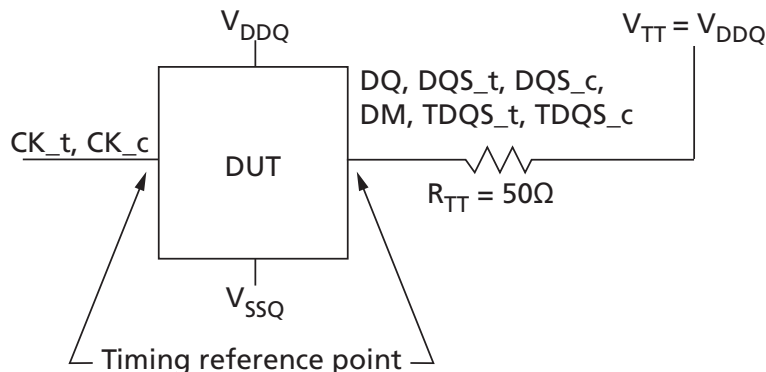 V_DDQ
V_TT = V_DDQ
DQ, DQS_t, DQS_c,
DM, TDQS_t, TDQS_c
CK_t, CK_c
DUT
R_TT = 50Ω
V_SSQ
Timing reference point